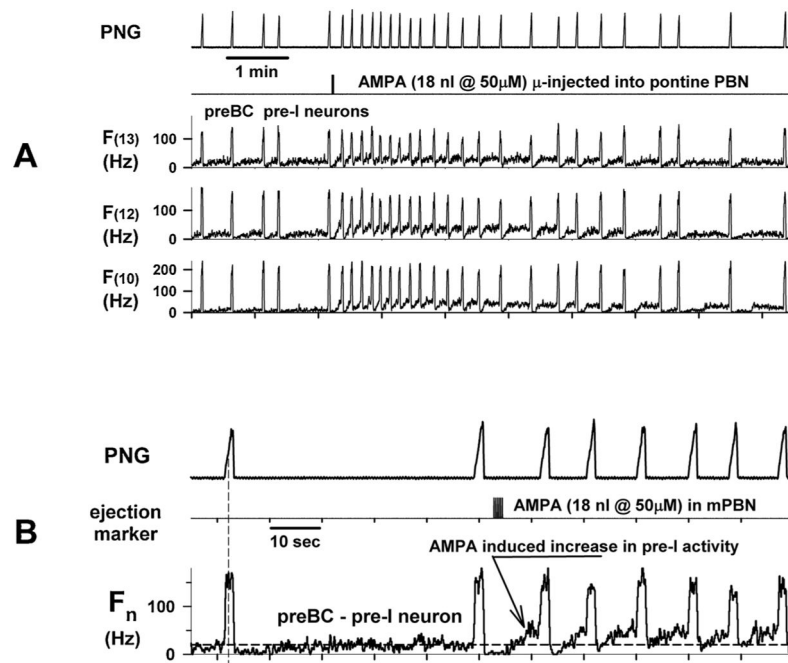 PNG
1 min
AMPA (18 nl @ 50μM) μ-injected into pontine PBN
A
preBC pre-I neurons
F(13)
(Hz)
100
0
F(12)
(Hz)
100
0
F(10)
(Hz)
200
100
0
PNG
B
ejection
marker
AMPA (18 nl @ 50μM) in mPBN
10 sec
AMPA induced increase in pre-I activity
Fn
(Hz)
100
0
preBC - pre-I neuron